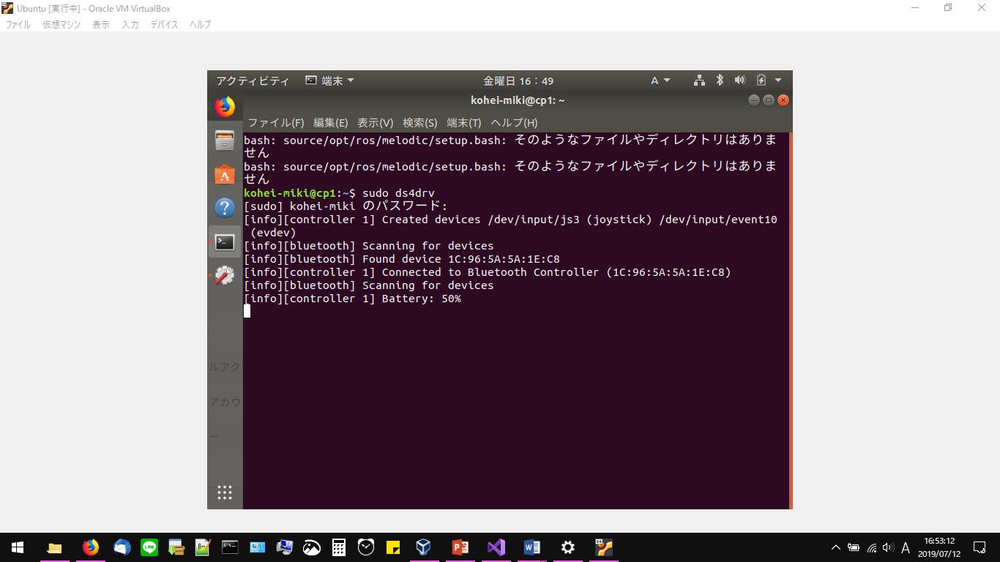 Ubuntu [実行中] - Oracle VM VirtualBox
ファイル 仮想マシン 表示 入力 デバイス ヘルプ
アクティビティ 端末 金曜日 16：49 A
kohei-miki@cp1: ~
ファイル(F) 編集(E) 表示(V) 検索(S) 端末(T) ヘルプ(H)
bash: source/opt/ros/melodic/setup.bash: そのようなファイルやディレクトリはありま
せん
bash: source/opt/ros/melodic/setup.bash: そのようなファイルやディレクトリはありま
せん
kohei-miki@cp1:~$ sudo ds4drv
[sudo] kohei-miki のパスワード:
[info][controller 1] Created devices /dev/input/js3 (joystick) /dev/input/event10
(evdev)
[info][bluetooth] Scanning for devices
[info][bluetooth] Found device 1C:96:5A:5A:1E:C8
[info][controller 1] Connected to Bluetooth Controller (1C:96:5A:5A:1E:C8)
[info][bluetooth] Scanning for devices
[info][controller 1] Battery: 50%
ルアク
アカウ
LINE
A
16:53:12
2019/07/12